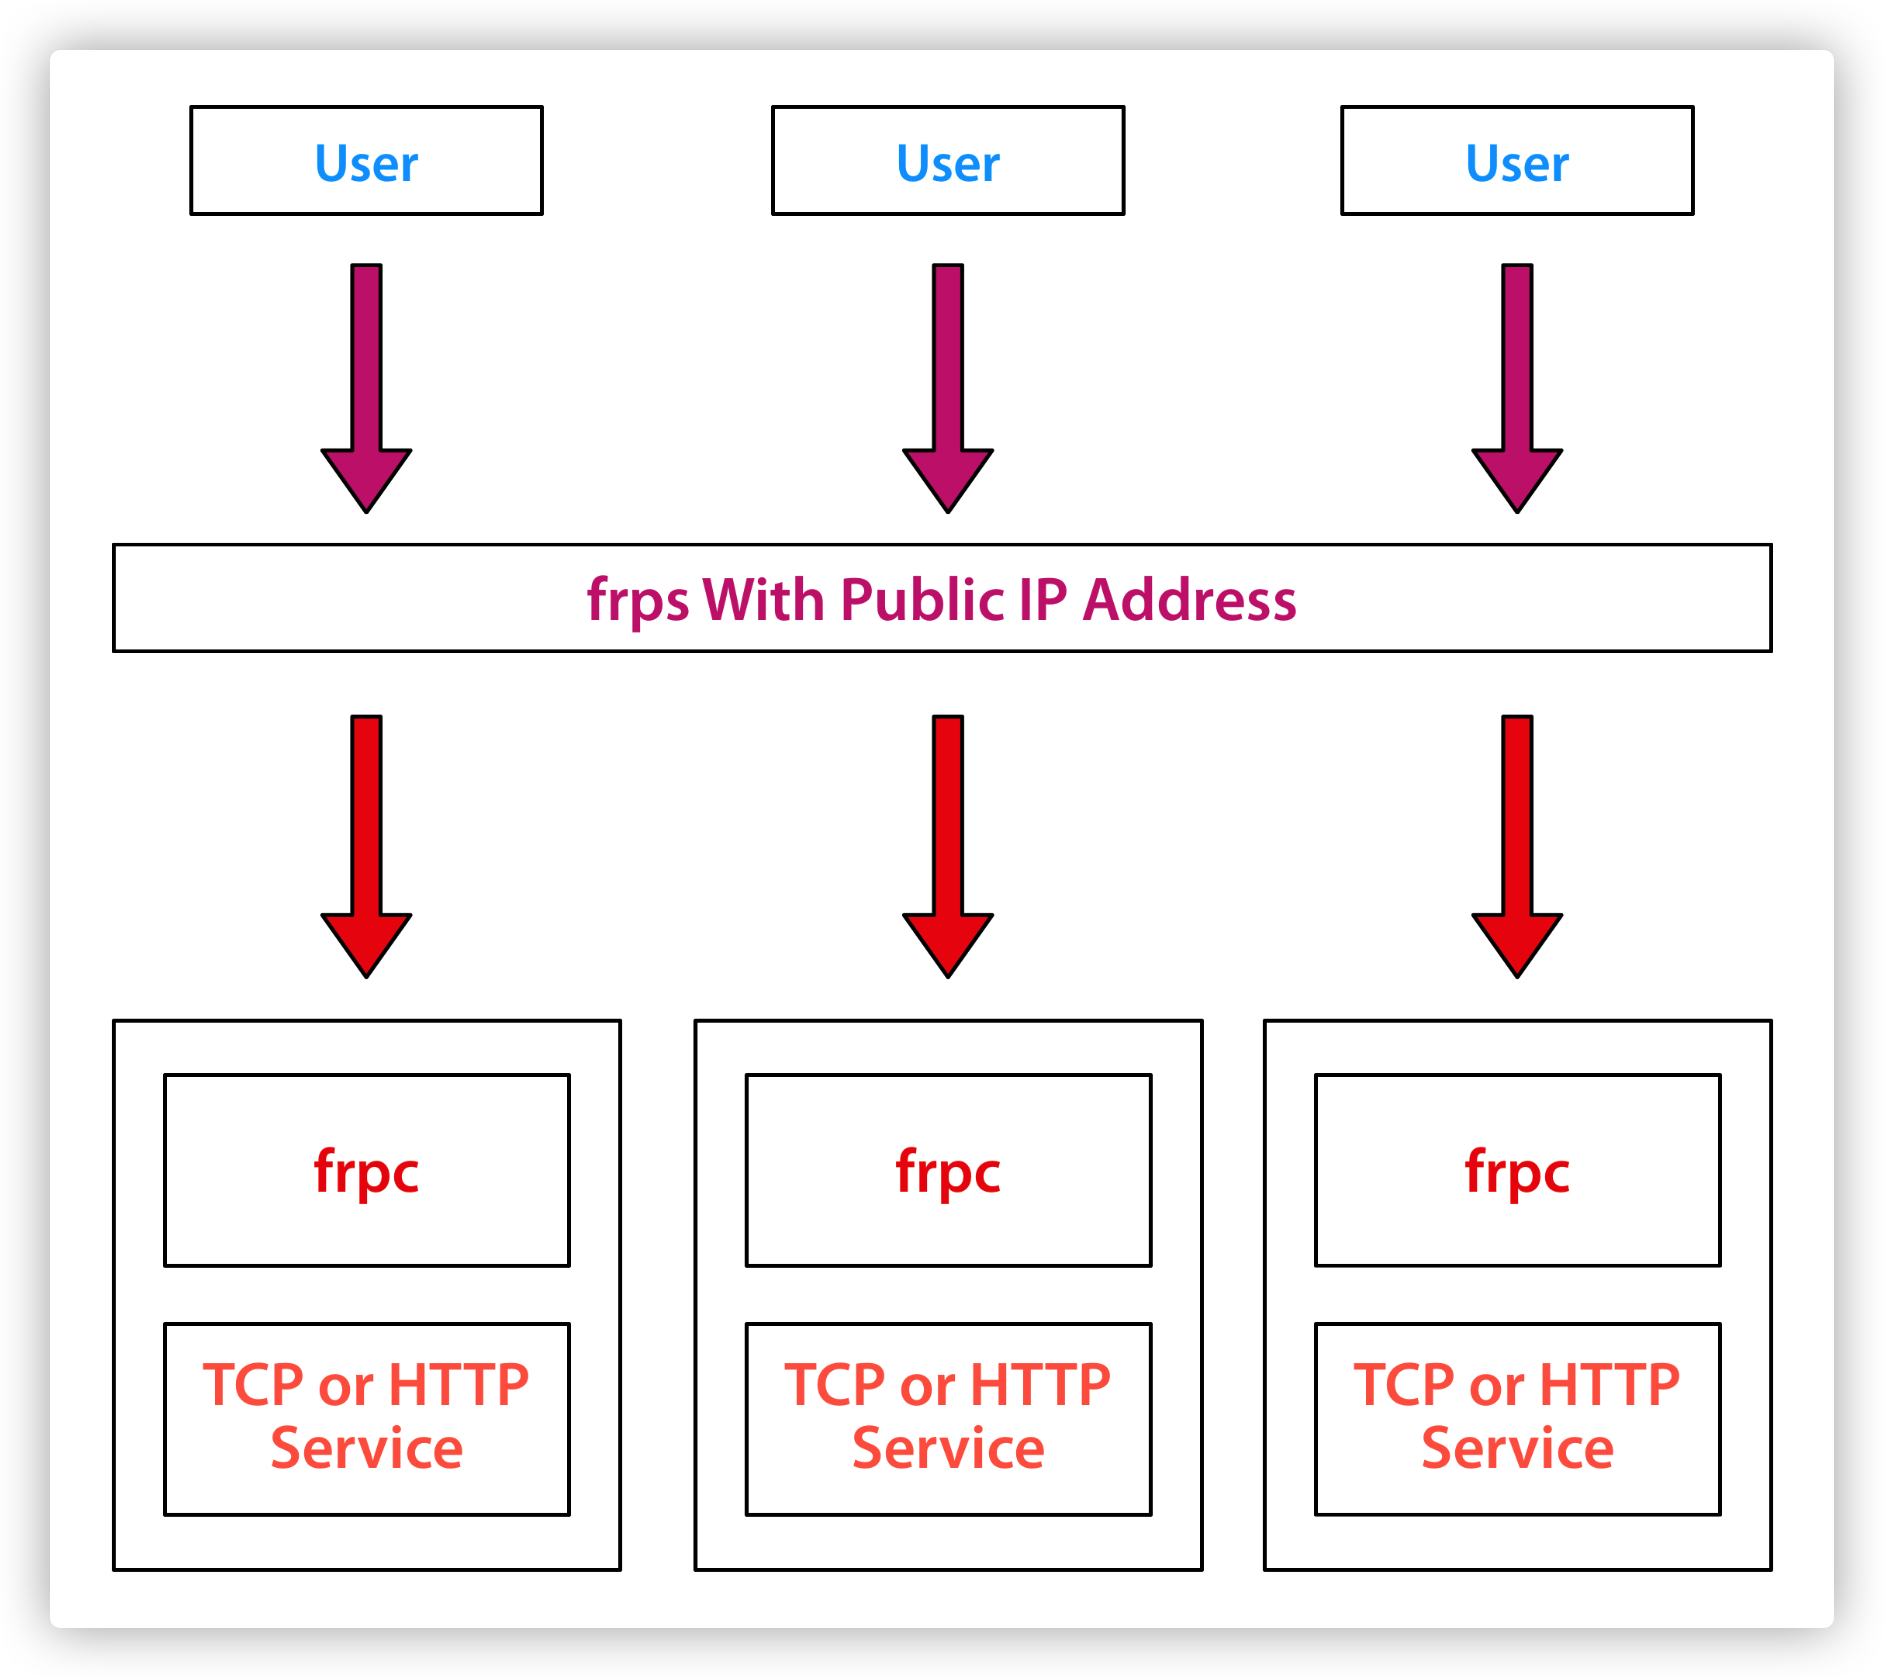 User
User
User
frps With Public IP Address
frpc
frpc
frpc
TCP or HTTP
Service
TCP or HTTP
Service
TCP or HTTP
Service